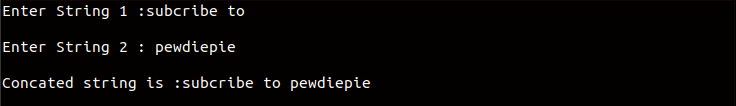 Enter String 1 :subcribe to
Enter String 2 : pewdiepie
Concated string is :subcribe to pewdiepie